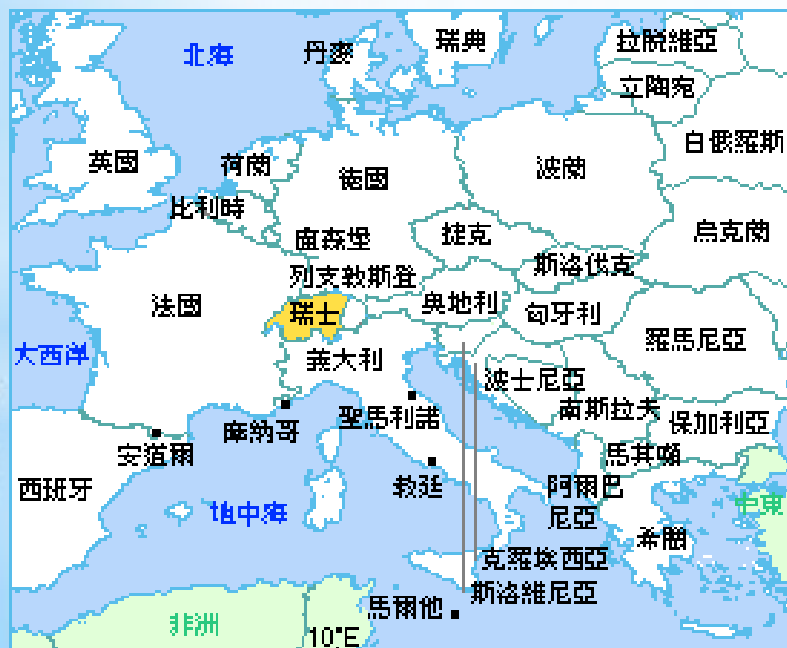 瑞典
拉脫維亞
北海
丹麥
立陶宛
白俄羅斯
英國
荷蘭
德國
波蘭
比利時
盧森堡
捷克
烏克蘭
斯洛伐克
列支敦斯登
法國
瑞士
奧地利
匈牙利
羅馬尼亞
大西洋
義大利
波士尼亞
南斯拉夫
聖馬利諾
保加利亞
摩納哥
安道爾
馬其頓
西班牙
教廷
阿爾巴
尼亞
地中海
中東
希臘
克羅埃西亞
斯洛維尼亞
馬爾他
非洲
10°E